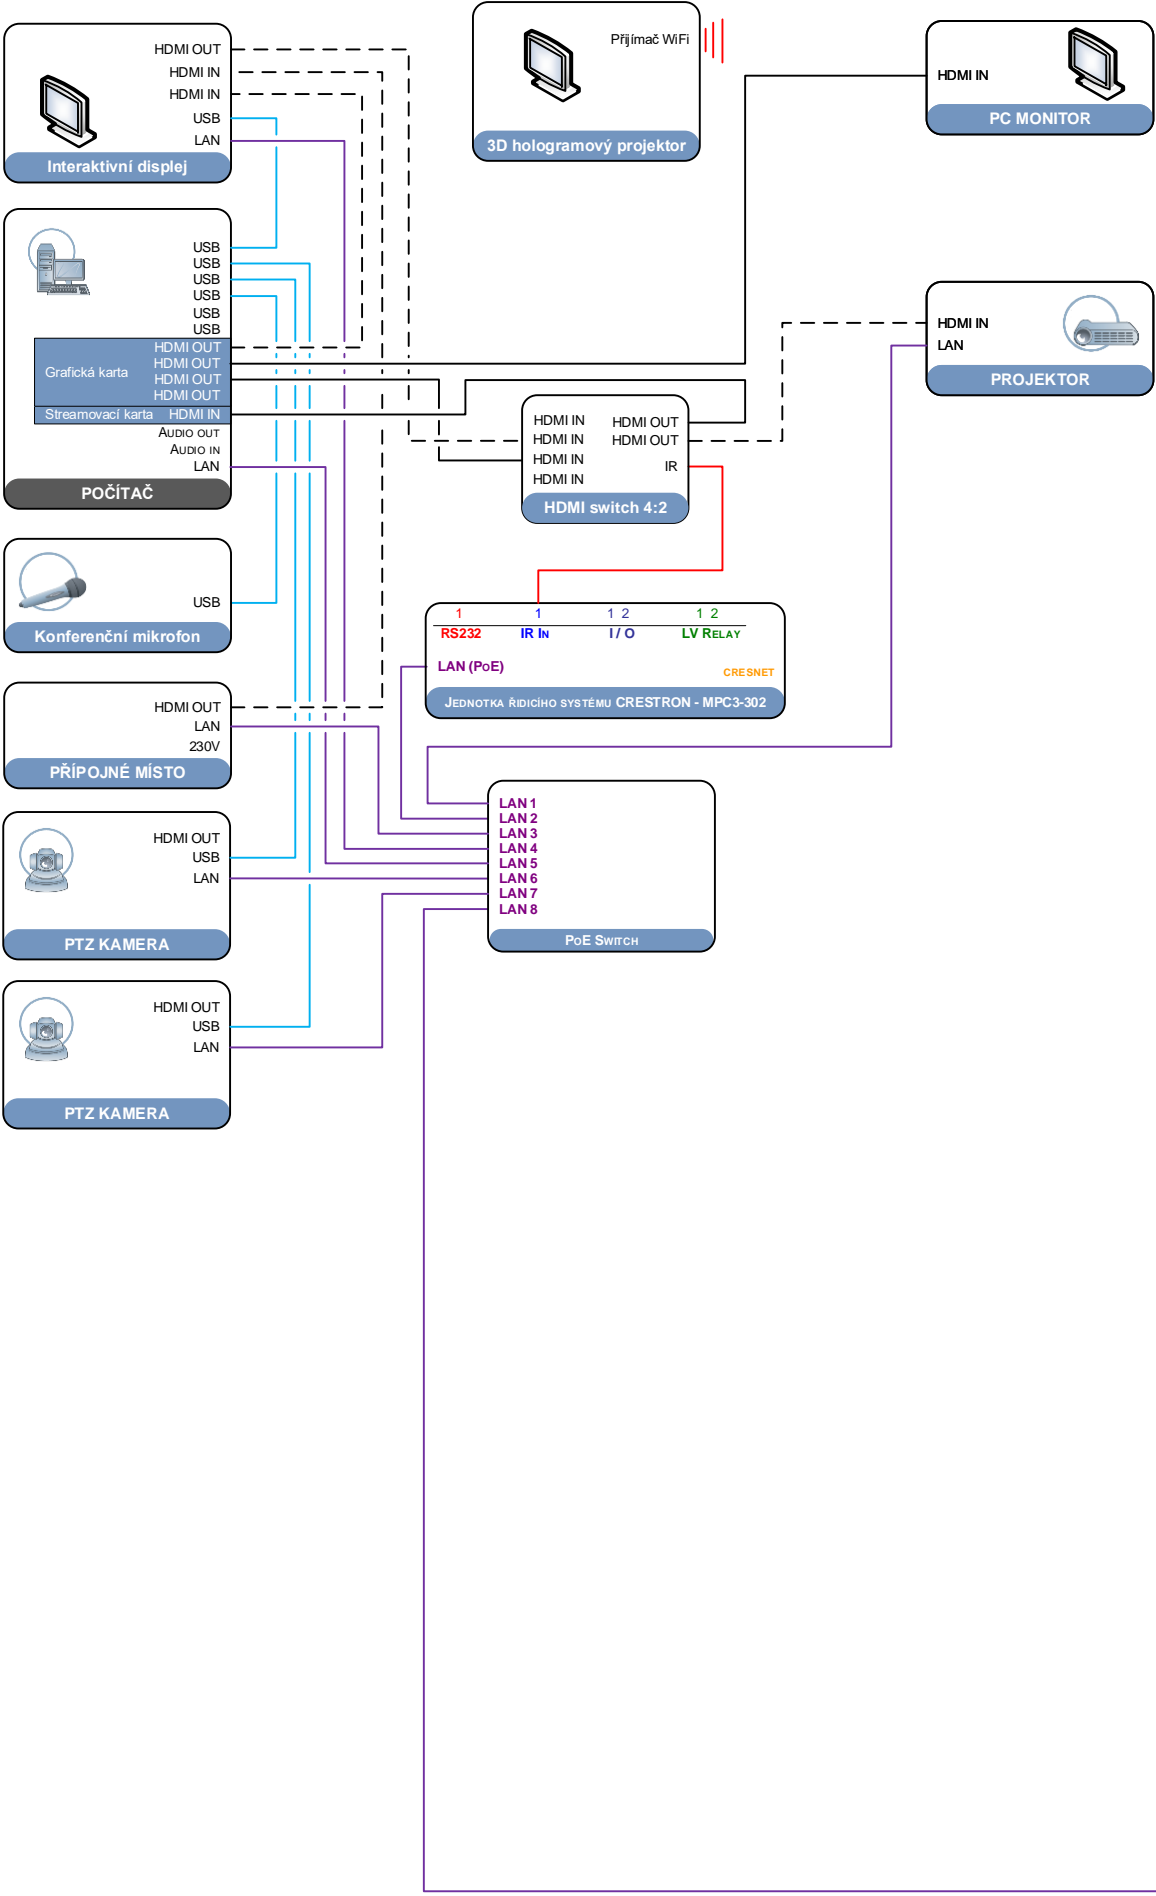 HDMI OUT
HDMI IN
HDMI IN
USB
LAN
Interaktivní displej
Přijímač WiFi
3D hologramový projektor
HDMI IN
PC MONITOR
USB
USB
USB
USB
USB
USB
HDMI OUT
HDMI OUT
Grafická karta
HDMI OUT
HDMI OUT
Streamovací karta HDMI IN
AUDIO OUT
AUDIO IN
LAN
POČÍTAČ
HDMI IN
LAN
PROJEKTOR
HDMI IN HDMI OUT
HDMI IN HDMI OUT
HDMI IN IR
HDMI IN
HDMI switch 4:2
USB
Konferenční mikrofon
1 1 1 2 1 2
RS232 IR IN I / O LV RELAY
LAN (POE)
CRESNET
JEDNOTKA ŘIDICÍHO SYSTÉMU CRESTRON - MPC3-302
HDMI OUT
LAN
230V
PŘÍPOJNÉ MÍSTO
LAN 1
LAN 2
LAN 3
LAN 4
LAN 5
LAN 6
LAN 7
LAN 8
POE SWITCH
HDMI OUT
USB
LAN
PTZ KAMERA
HDMI OUT
USB
LAN
PTZ KAMERA